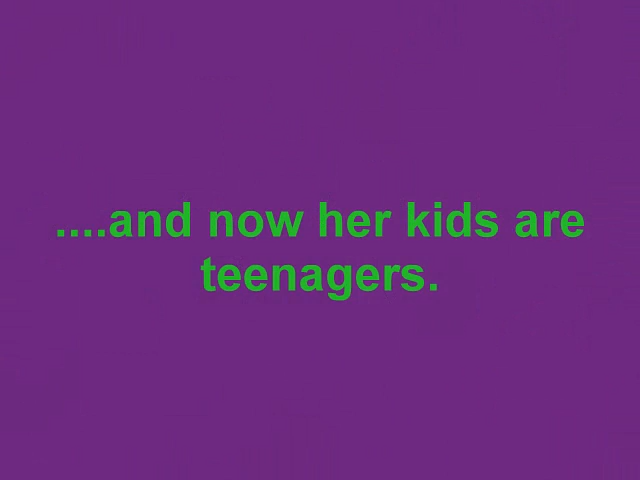 ....and now her kids are
teenagers.